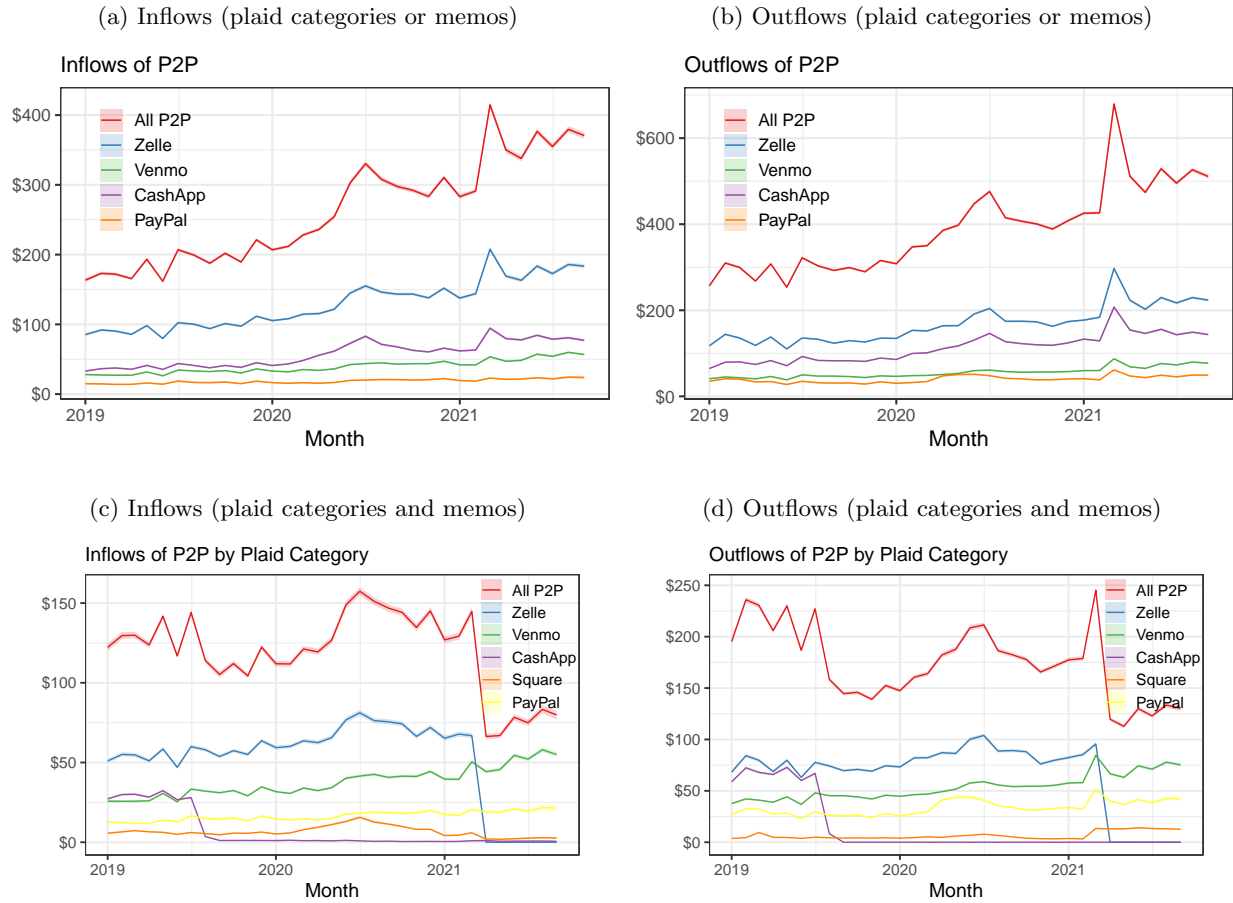 (a) Inflows (plaid categories or memos)
Inflows of P2P
$400
$300
$200
$100
$0
All P2P
Zelle
Venmo
CashApp
PayPal
2019
2020
2021
Month
(b) Outflows (plaid categories or memos)
Outflows of P2P
$600
$400
$200
$0
All P2P
Zelle
Venmo
CashApp
PayPal
2019
2020
2021
Month
(c) Inflows (plaid categories and memos)
Inflows of P2P by Plaid Category
$150
$100
$50
$0
All P2P
Zelle
Venmo
CashApp
Square
PayPal
2019
2020
2021
Month
(d) Outflows (plaid categories and memos)
Outflows of P2P by Plaid Category
$250
$200
$150
$100
$50
$0
All P2P
Zelle
Venmo
CashApp
Square
PayPal
2019
2020
2021
Month